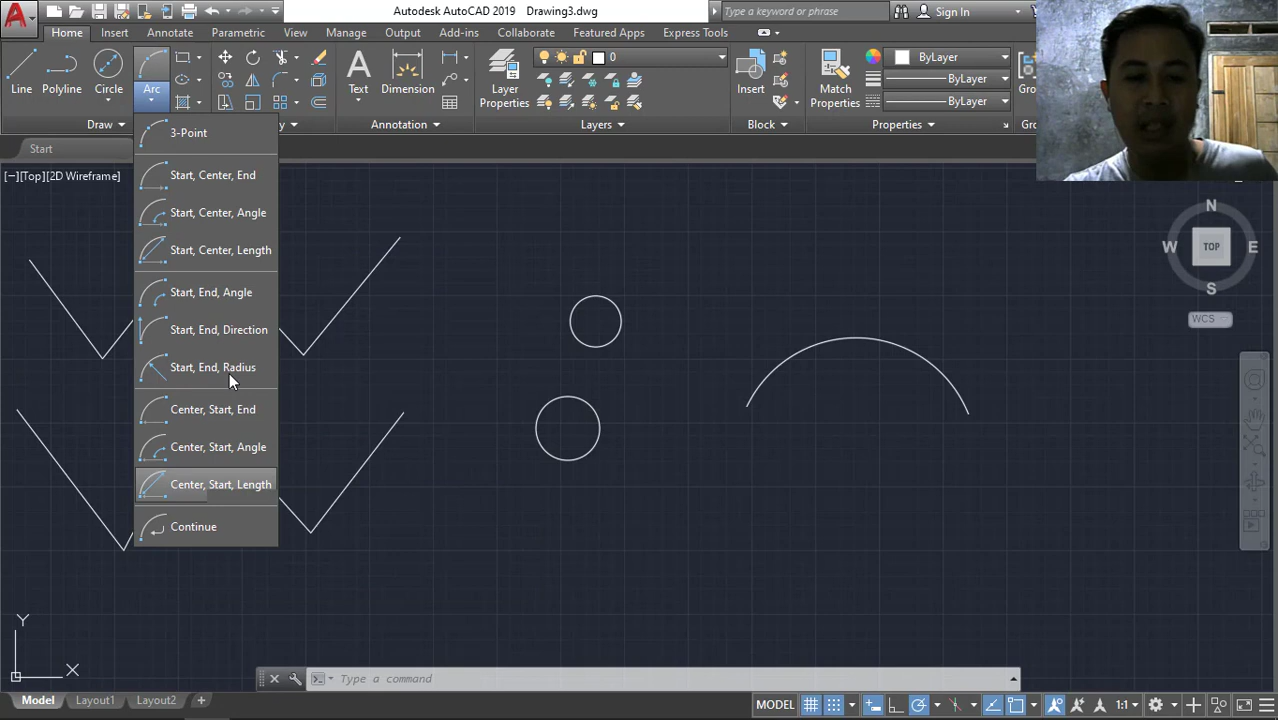 Autodesk AutoCAD 2019 Drawing3.dwg
Type a keyword or phrase
Sign In
Home Insert Annotate Parametric View Manage Output Add-ins Collaborate Featured Apps Express Tools
Line Polyline Circle Arc
Text Dimension
Layer Properties
0
Insert
Match Properties
ByLayer
ByLayer
ByLayer
Draw
Annotation
Layers
Block
Properties
Start
[−][Top][2D Wireframe]
3-Point
Start, Center, End
Start, Center, Angle
Start, Center, Length
Start, End, Angle
Start, End, Direction
Start, End, Radius
Center, Start, End
Center, Start, Angle
Center, Start, Length
Continue
N
W TOP E
S
WCS
Y
X
Type a command
Model Layout1 Layout2 +
MODEL
1:1